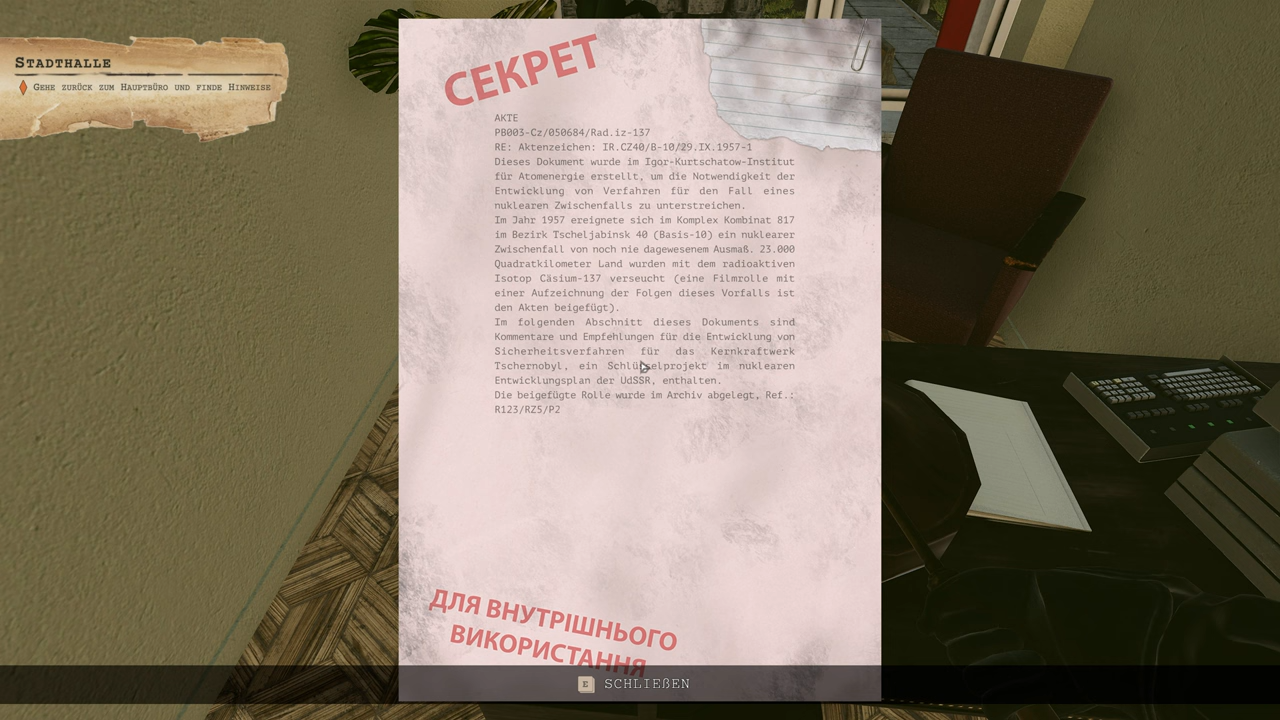 STADTHALLE
GEHE ZURÜCK ZUM HAUPTBÜRO UND FINDE HINWEISE
СЕКРЕТ
AKTE
PB003-Cz/050684/Rad.iz-137
RE: Aktenzeichen: IR.CZ40/B-10/29.IX.1957-1
Dieses Dokument wurde im Igor-Kurtschatow-Institut
für Atomenergie erstellt, um die Notwendigkeit der
Entwicklung von Verfahren für den Fall eines
nuklearen Zwischenfalls zu unterstreichen.
Im Jahr 1957 ereignete sich im Komplex Kombinat 817
im Bezirk Tscheljabinsk 40 (Basis-10) ein nuklearer
Zwischenfall von noch nie dagewesenem Ausmaß. 23.000
Quadratkilometer Land wurden mit dem radioaktiven
Isotop Cäsium-137 verseucht (eine Filmrolle mit
einer Aufzeichnung der Folgen dieses Vorfalls ist
den Akten beigefügt).
Im folgenden Abschnitt dieses Dokuments sind
Kommentare und Empfehlungen für die Entwicklung von
Sicherheitsverfahren für das Kernkraftwerk
Tschernobyl, ein Schlüsselprojekt im nuklearen
Entwicklungsplan der UdSSR, enthalten.
Die beigefügte Rolle wurde im Archiv abgelegt, Ref.:
R123/RZ5/P2
ДЛЯ ВНУТРІШНЬОГО
ВИКОРИСТАННЯ
E SCHLIEßEN